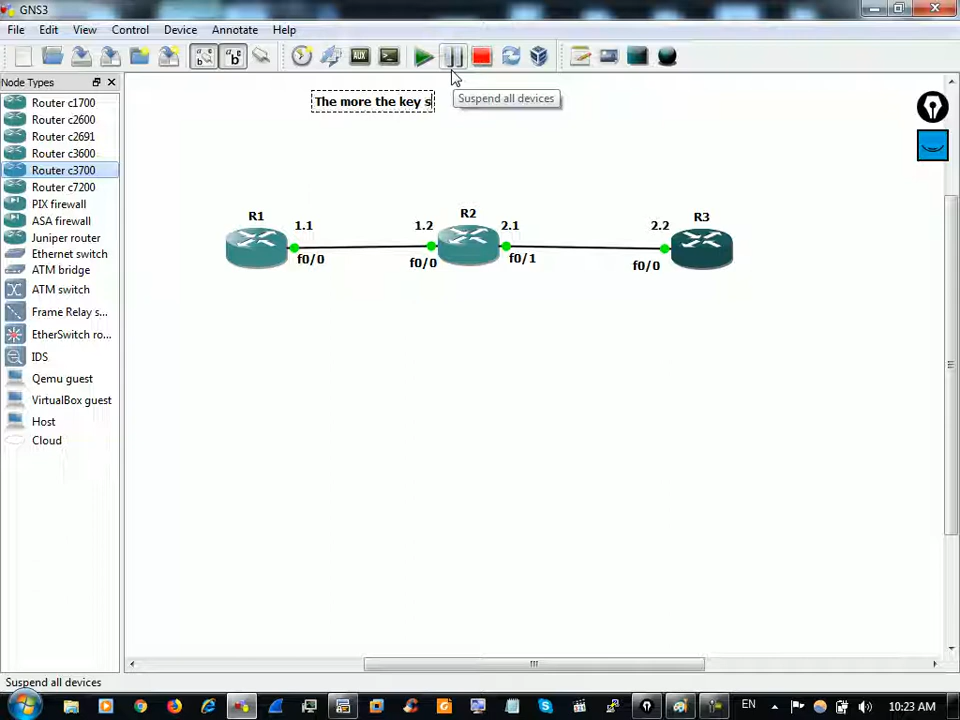 GNS3
File Edit View Control Device Annotate Help
AUX
Node Types
Router c1700
Router c2600
Router c2691
Router c3600
Router c3700
Router c7200
PIX firewall
ASA firewall
Juniper router
Ethernet switch
ATM bridge
ATM switch
Frame Relay s...
EtherSwitch ro...
IDS
Qemu guest
VirtualBox guest
Host
Cloud
The more the key s
Suspend all devices
R1 R2 R3
1.1 1.2 2.1 2.2
f0/0 f0/0 f0/1 f0/0
Suspend all devices
EN 10:23 AM